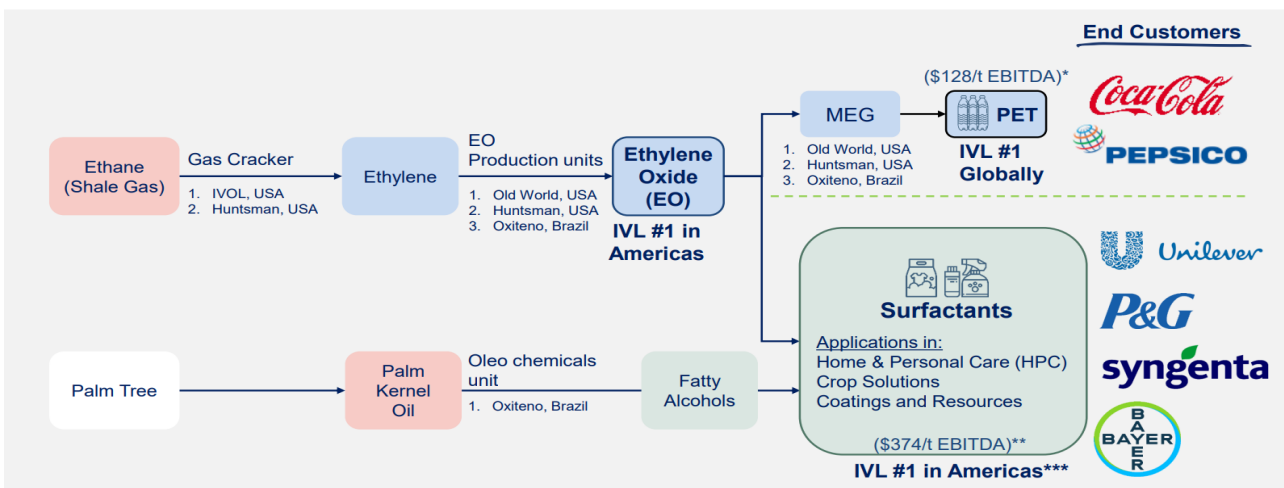 End Customers
($128/t EBITDA)*
Coca-Cola
MEG
PET
PEPSICO
1. Old World, USA
2. Huntsman, USA
3. Oxiteno, Brazil
IVL #1
Globally
Ethane
(Shale Gas)
Gas Cracker
1. IVOL, USA
2. Huntsman, USA
Ethylene
EO
Production units
1. Old World, USA
2. Huntsman, USA
3. Oxiteno, Brazil
Ethylene
Oxide
(EO)
IVL #1 in
Americas
Unilever
Surfactants
Applications in:
Home & Personal Care (HPC)
Crop Solutions
Coatings and Resources
($374/t EBITDA)**
IVL #1 in Americas***
P&G
syngenta
BAYER
BAYER
Palm Tree
Palm
Kernel
Oil
Oleo chemicals
unit
1. Oxiteno, Brazil
Fatty
Alcohols